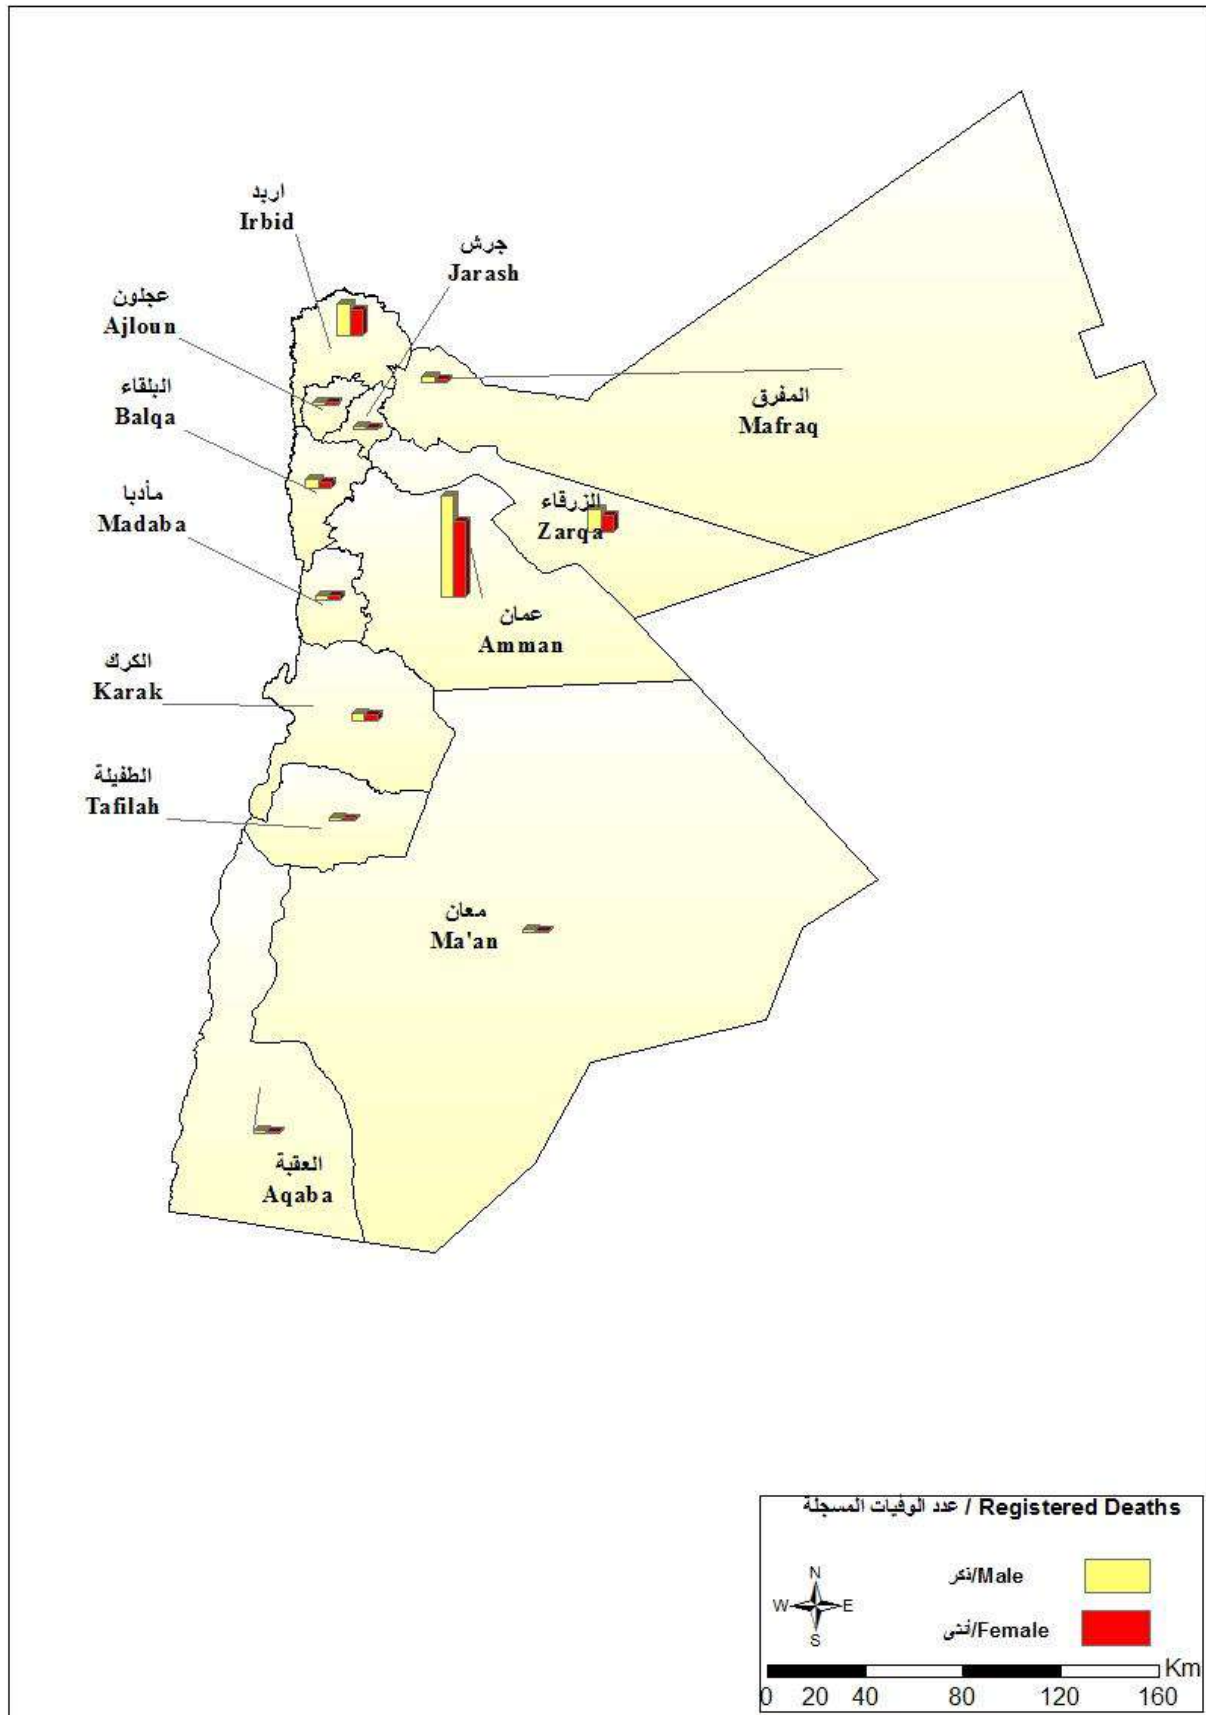 اربد
Irbid
جرش
Jarash
عجلون
Ajloun
البلقاء
Balqa
المفرق
Mafraq
مأدبا
Madaba
الزرقاء
Zarqa
عمان
Amman
الكرك
Karak
الطفيلة
Tafilah
معان
Ma'an
العقبة
Aqaba
عدد الوفيات المسجلة / Registered Deaths
ذكر/Male
أنثى/Female
N
W E
S
Km
0 20 40 80 120 160